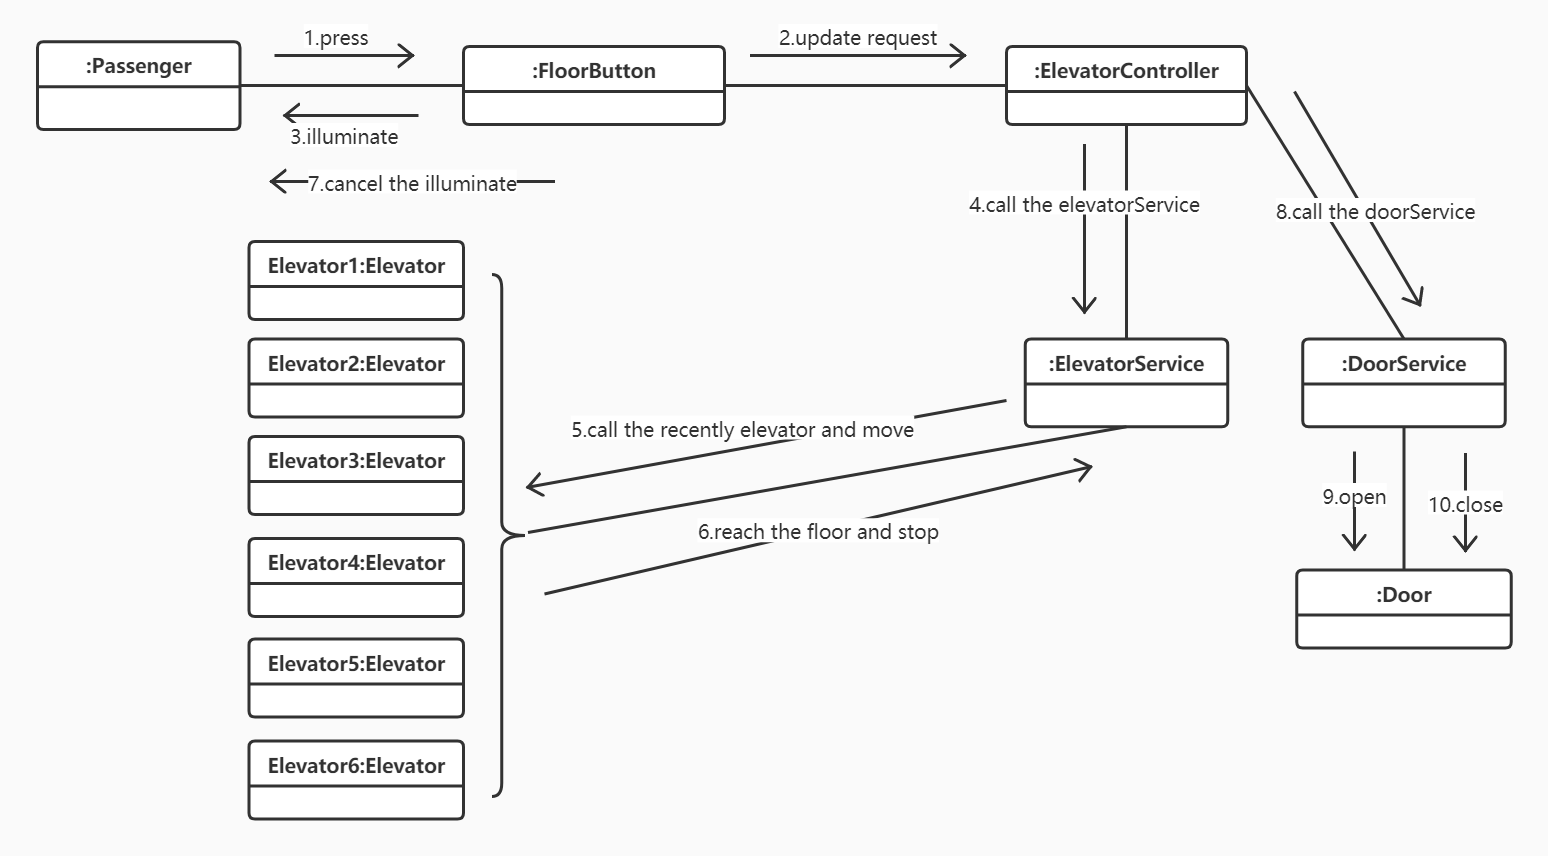 :Passenger
1.press
:FloorButton
2.update request
:ElevatorController
3.illuminate
7.cancel the illuminate
4.call the elevatorService
8.call the doorService
Elevator1:Elevator
Elevator2:Elevator
Elevator3:Elevator
Elevator4:Elevator
Elevator5:Elevator
Elevator6:Elevator
:ElevatorService
:DoorService
5.call the recently elevator and move
6.reach the floor and stop
9.open
10.close
:Door